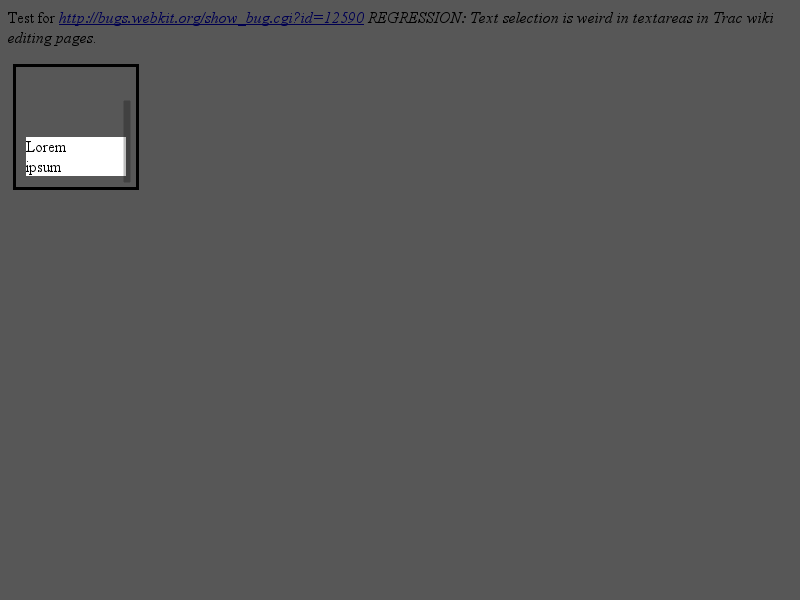 Test for http://bugs.webkit.org/show_bug.cgi?id=12590 REGRESSION: Text selection is weird in textareas in Trac wiki
editing pages.
Lorem
ipsum